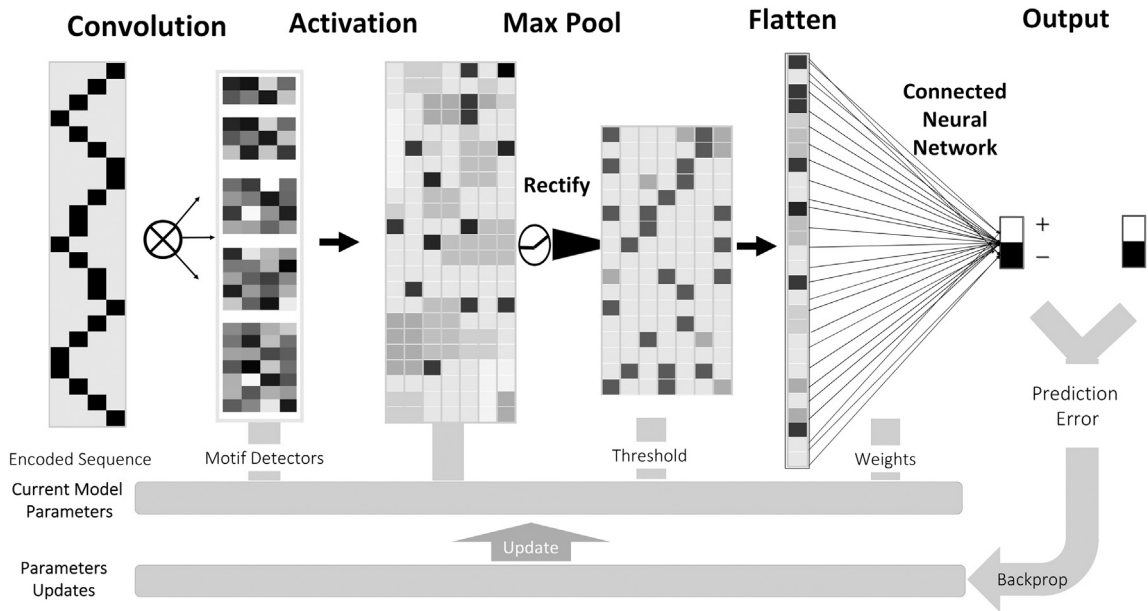 Convolution
Activation
Max Pool
Flatten
Output
Connected
Neural
Network
Rectify
+
−
Encoded Sequence
Motif Detectors
Threshold
Weights
Prediction
Error
Current Model
Parameters
Update
Parameters
Updates
Backprop